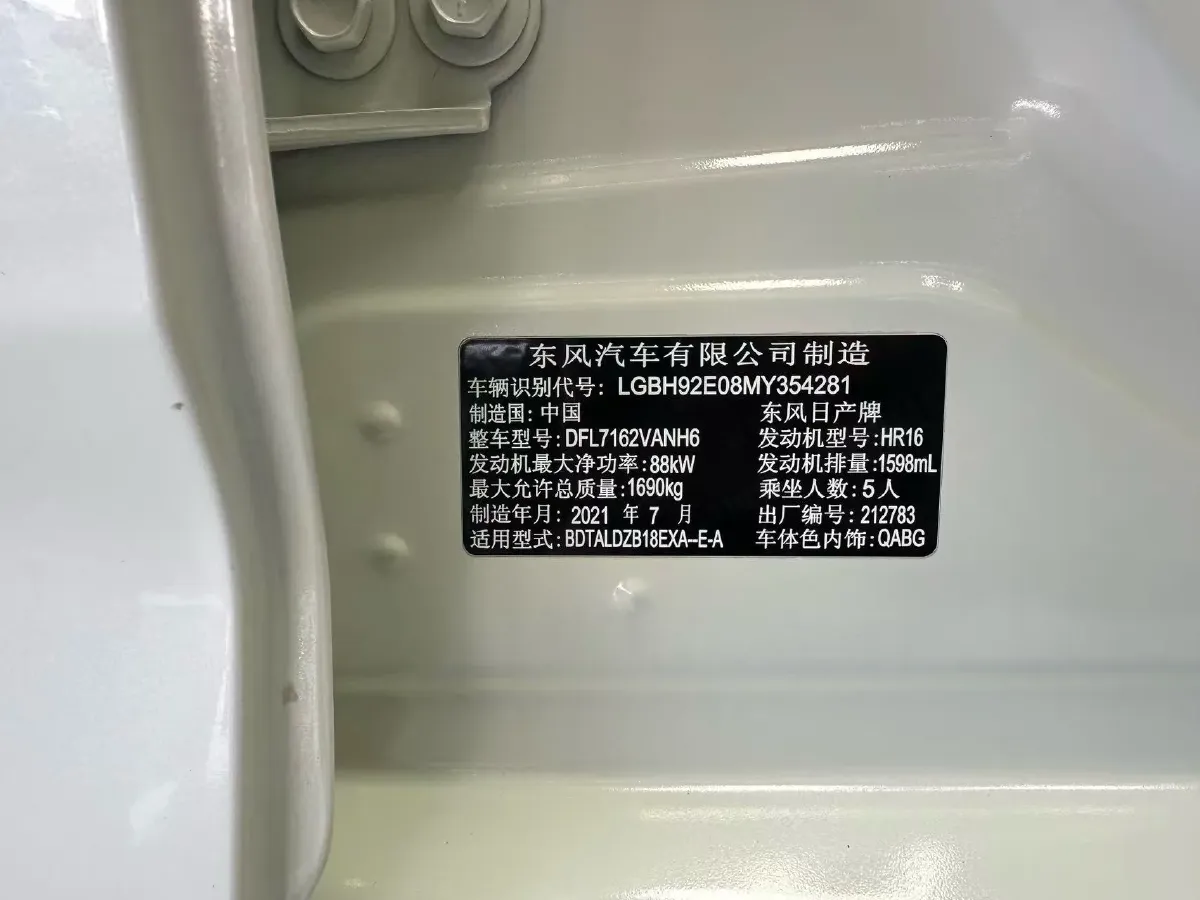 东风汽车有限公司制造
车辆识别代号: LGBH92E08MY354281
制造国: 中国 东风日产牌
整车型号: DFL7162VANH6 发动机型号: HR16
发动机最大净功率: 88kW 发动机排量: 1598mL
最大允许总质量: 1690kg 乘坐人数: 5人
制造年月: 2021 年 7 月 出厂编号: 212783
适用型式: BDTALDZB18EXA--E-A 车体色内饰: QABG